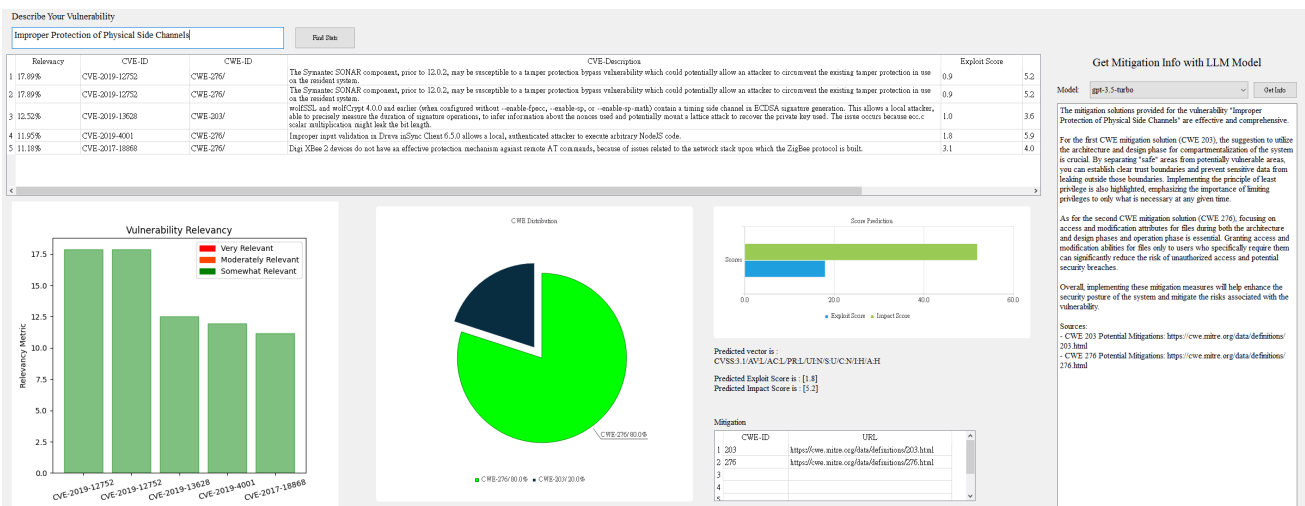 Describe Your Vulnerability
Improper Protection of Physical Side Channels
Find Stats
Relevancy CVE-ID CWE-ID CVE-Description Exploit Score
1 17.89% CVE-2019-12752 CWE-276/ The Symantec SONAR component, prior to 12.0.2, may be susceptible to a tamper protection bypass vulnerability which could potentially allow an attacker to circumvent the existing tamper protection in use 0.9 5.2
on the resident system.
2 17.89% CVE-2019-12752 CWE-276/ The Symantec SONAR component, prior to 12.0.2, may be susceptible to a tamper protection bypass vulnerability which could potentially allow an attacker to circumvent the existing tamper protection in use 0.9 5.2
on the resident system.
3 12.52% CVE-2019-13628 CWE-203/ wolfSSL and wolfCrypt 4.0.0 and earlier (when configured without --enable-fpecc, --enable-sp, or --enable-sp-math) contain a timing side channel in ECDSA signature generation. This allows a local attacker, 1.0 3.6
able to precisely measure the duration of signature operations, to infer information about the nonces used and potentially mount a lattice attack to recover the private key used. The issue occurs because ecc.c
scalar multiplication might leak the bit length.
4 11.95% CVE-2019-4001 CWE-276/ Improper input validation in Druva inSync Client 6.5.0 allows a local, authenticated attacker to execute arbitrary NodeJS code. 1.8 5.9
5 11.18% CVE-2017-18868 CWE-276/ Digi XBee 2 devices do not have an effective protection mechanism against remote AT commands, because of issues related to the network stack upon which the ZigBee protocol is built. 3.1 4.0
Vulnerability Relevancy
Very Relevant
Moderately Relevant
Somewhat Relevant
Relevancy Metric
17.5
15.0
12.5
10.0
7.5
5.0
2.5
0.0
CVE-2019-12752
CVE-2019-12752
CVE-2019-13628
CVE-2019-4001
CVE-2017-18868
CWE Distribution
CWE-276/ 80.0%
CWE-276/ 80.0% CWE-203/ 20.0%
Score Prediction
Scores
0.0 20.0 40.0 60.0
Exploit Score Impact Score
Predicted vector is :
CVSS:3.1/AV:L/AC:L/PR:L/UI:N/S:U/C:N/I:H/A:H
Predicted Exploit Score is : [1.8]
Predicted Impact Score is : [5.2]
Mitigation
CWE-ID URL
1 203 https://cwe.mitre.org/data/definitions/203.html
2 276 https://cwe.mitre.org/data/definitions/276.html
3
4
5
Get Mitigation Info with LLM Model
Model: gpt-3.5-turbo Get Info
The mitigation solutions provided for the vulnerability "Improper
Protection of Physical Side Channels" are effective and comprehensive.
For the first CWE mitigation solution (CWE 203), the suggestion to utilize
the architecture and design phase for compartmentalization of the system
is crucial. By separating "safe" areas from potentially vulnerable areas,
you can establish clear trust boundaries and prevent sensitive data from
leaking outside those boundaries. Implementing the principle of least
privilege is also highlighted, emphasizing the importance of limiting
privileges to only what is necessary at any given time.
As for the second CWE mitigation solution (CWE 276), focusing on
access and modification attributes for files during both the architecture
and design phases and operation phase is essential. Granting access and
modification abilities for files only to users who specifically require them
can significantly reduce the risk of unauthorized access and potential
security breaches.
Overall, implementing these mitigation measures will help enhance the
security posture of the system and mitigate the risks associated with the
vulnerability.
Sources:
- CWE 203 Potential Mitigations: https://cwe.mitre.org/data/definitions/
203.html
- CWE 276 Potential Mitigations: https://cwe.mitre.org/data/definitions/
276.html